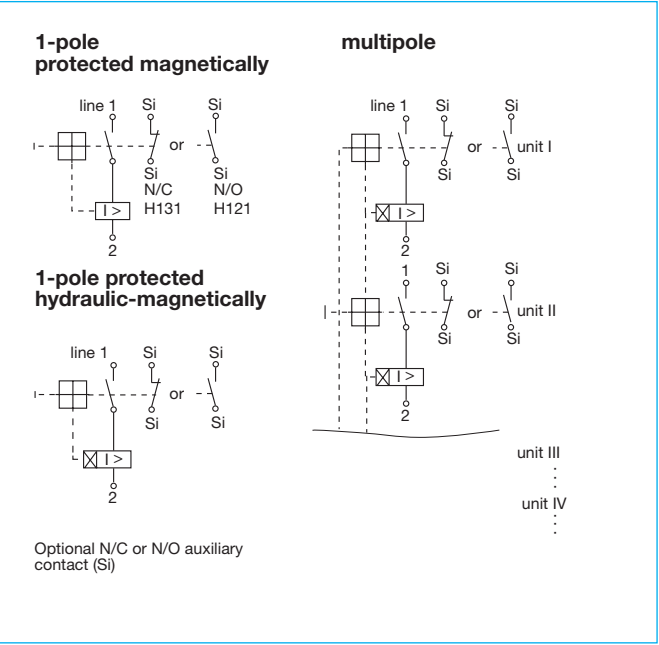 1-pole
protected magnetically
line 1 Si Si
or
Si Si
N/C N/O
I > H131 H121
2
1-pole protected
hydraulic-magnetically
line 1 Si Si
or
Si Si
I >
2
Optional N/C or N/O auxiliary
contact (Si)
multipole
line 1 Si Si
or unit I
Si Si
I >
2
1 Si Si
or unit II
Si Si
I >
2
unit III
unit IV